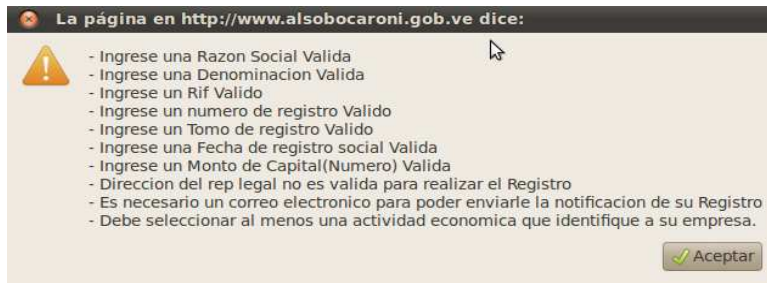 La página en http://www.alsobocaroni.gob.ve dice:
- Ingrese una Razon Social Valida
- Ingrese una Denominacion Valida
- Ingrese un Rif Valido
- Ingrese un numero de registro Valido
- Ingrese un Tomo de registro Valido
- Ingrese una Fecha de registro social Valida
- Ingrese un Monto de Capital(Numero) Valida
- Direccion del rep legal no es valida para realizar el Registro
- Es necesario un correo electronico para poder enviarle la notificacion de su Registro
- Debe seleccionar al menos una actividad economica que identifique a su empresa.
Aceptar